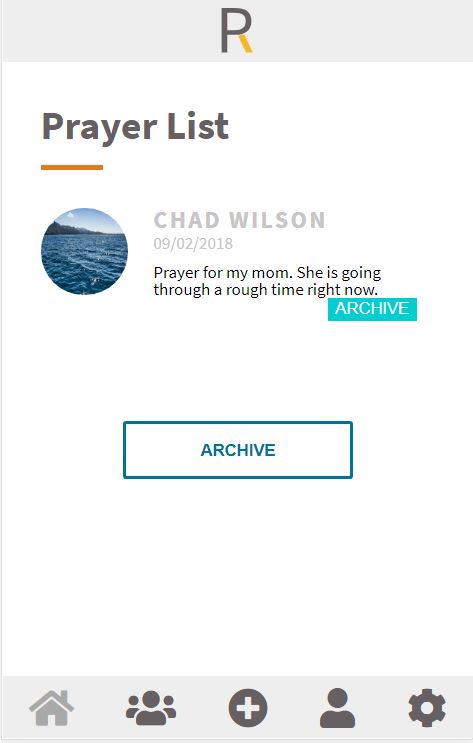 R
Prayer List
CHAD WILSON
09/02/2018
Prayer for my mom. She is going
through a rough time right now.
ARCHIVE
ARCHIVE